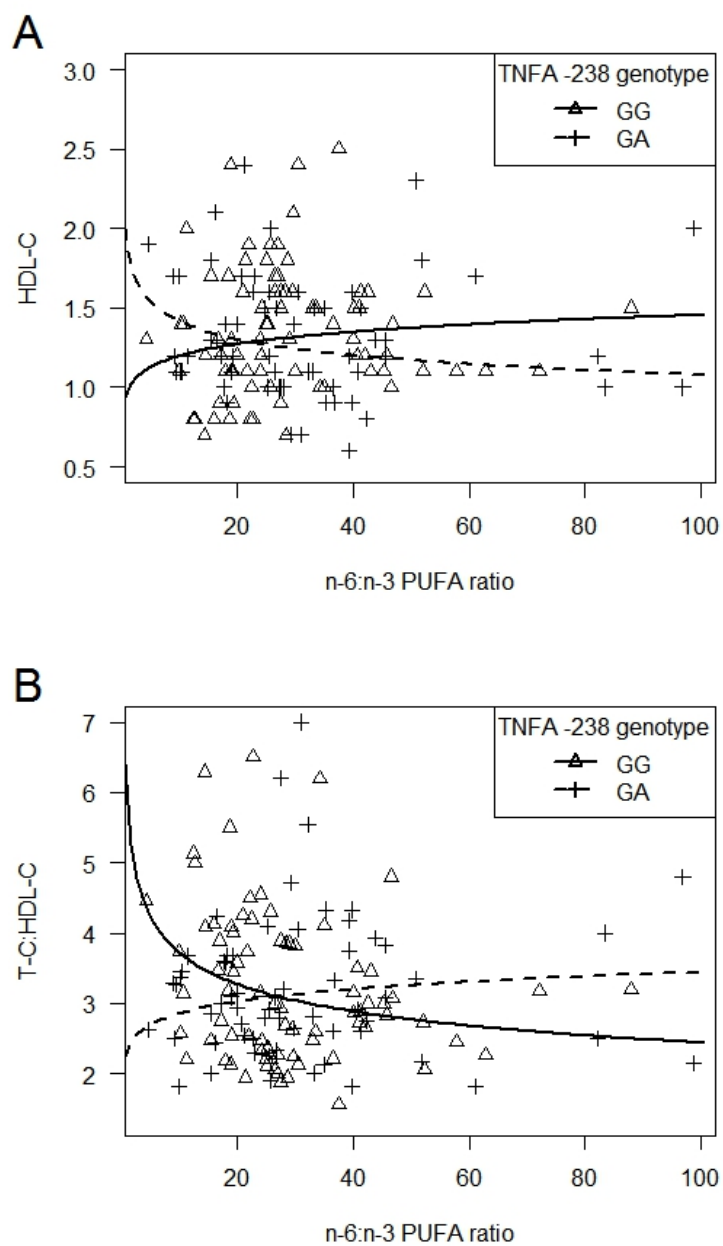 A
TNFA -238 genotype
GG
GA
3.0
2.5
2.0
1.5
1.0
0.5
HDL-C
20 40 60 80 100
n-6:n-3 PUFA ratio
B
TNFA -238 genotype
GG
GA
7
6
5
4
3
2
T-C:HDL-C
20 40 60 80 100
n-6:n-3 PUFA ratio